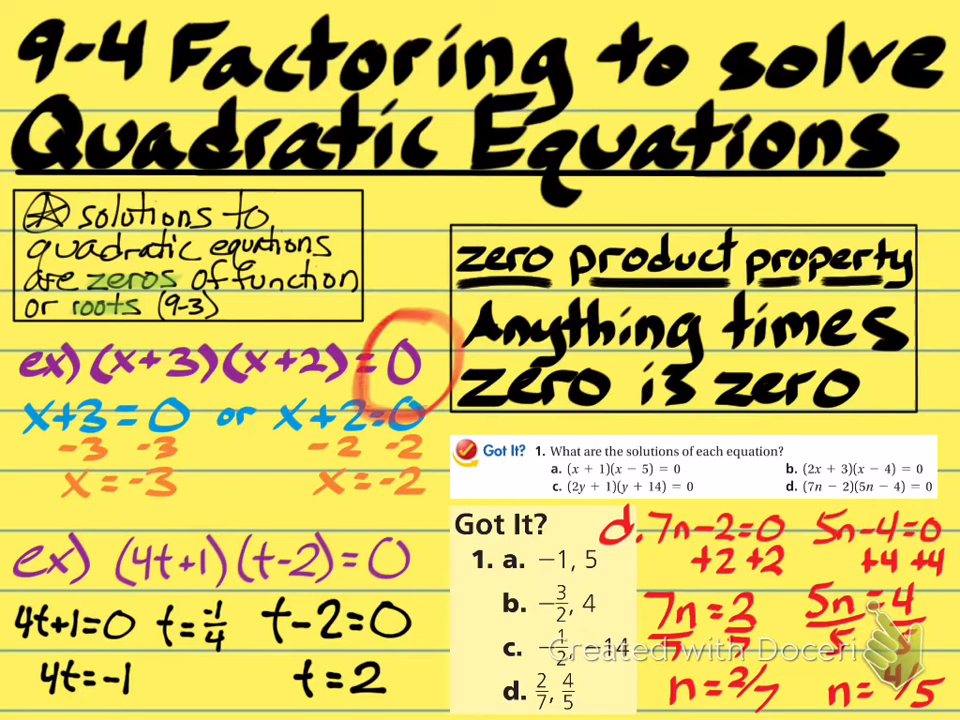 9-4 Factoring to solve
Quadratic Equations
☆ solutions to
quadratic equations
are zeros of function
or roots (9-3)
zero product property
Anything times
zero is zero
ex) (x+3)(x+2)=0
x+3=0 or x+2=0
-3 -3 -2 -2
x=-3 x=-2
Got It? 1. What are the solutions of each equation?
a. (x + 1)(x − 5) = 0 b. (2x + 3)(x − 4) = 0
c. (2y + 1)(y + 14) = 0 d. (7n − 2)(5n − 4) = 0
ex) (4t+1)(t-2)=0
4t+1=0 t=-1/4 t-2=0
4t=-1 t=2
Got It?
1. a. −1, 5
b. −3/2, 4
c. −1/2, −14
d. 2/7, 4/5
d. 7n-2=0 5n-4=0
+2 +2 +4 +4
7n=2 5n=4
7 7 5 5
n=2/7 n=4/5
Created with Doceri